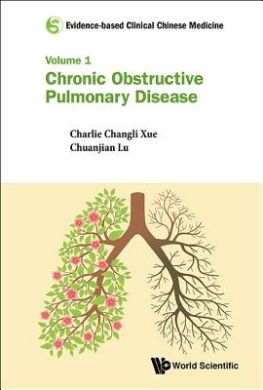 Evidence-based Clinical Chinese Medicine
Volume 1
Chronic Obstructive
Pulmonary Disease
Charlie Changli Xue
Chuanjian Lu
World Scientific